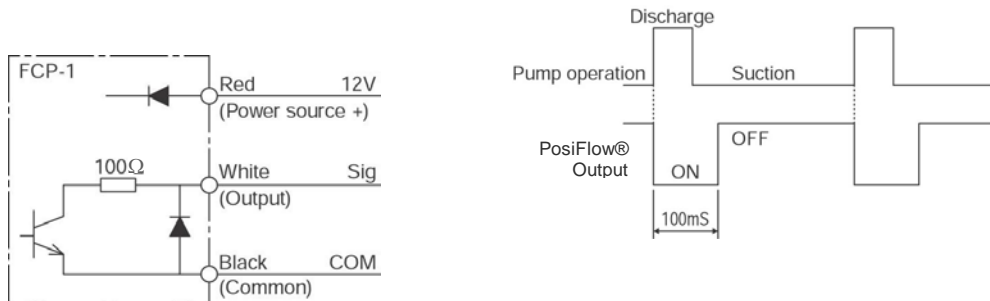 FCP-1
Red 12V
(Power source +)
100Ω
White Sig
(Output)
Black COM
(Common)
Discharge
Pump operation Suction
PosiFlow® OFF
Output
ON
100mS